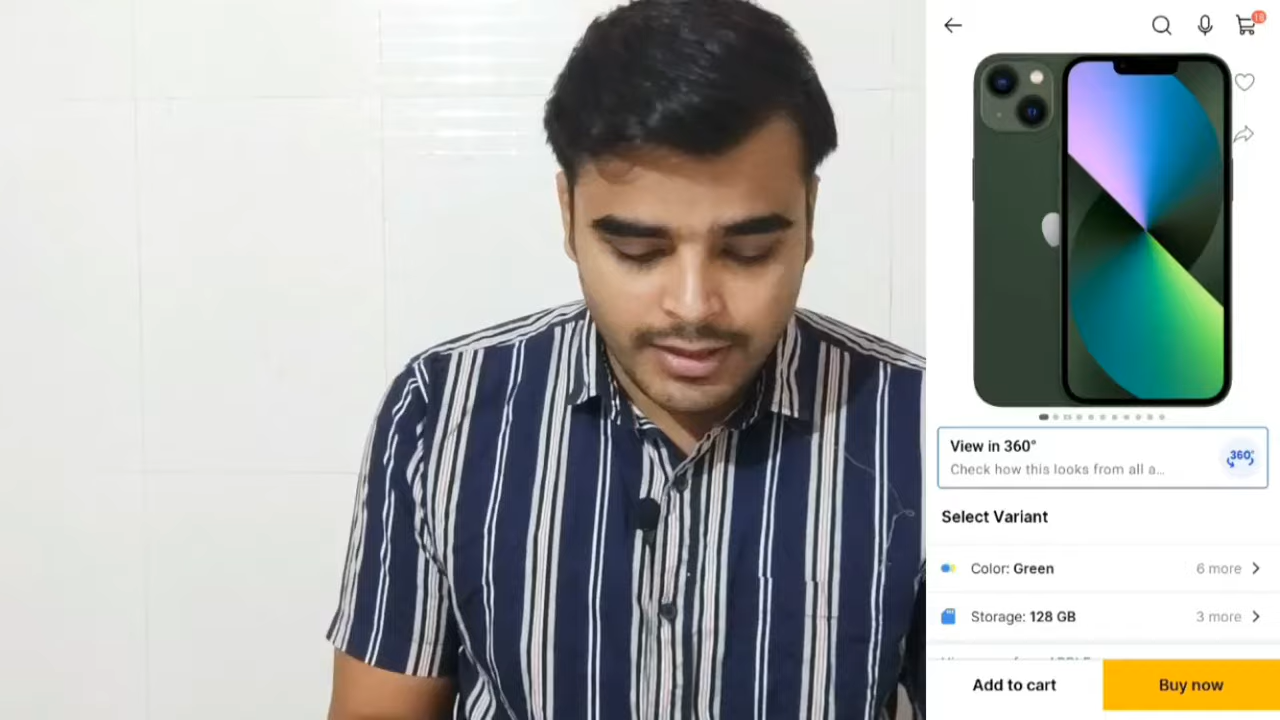 18
View in 360°
Check how this looks from all a...
360°
Select Variant
Color: Green
6 more
Storage: 128 GB
3 more
Add to cart
Buy now